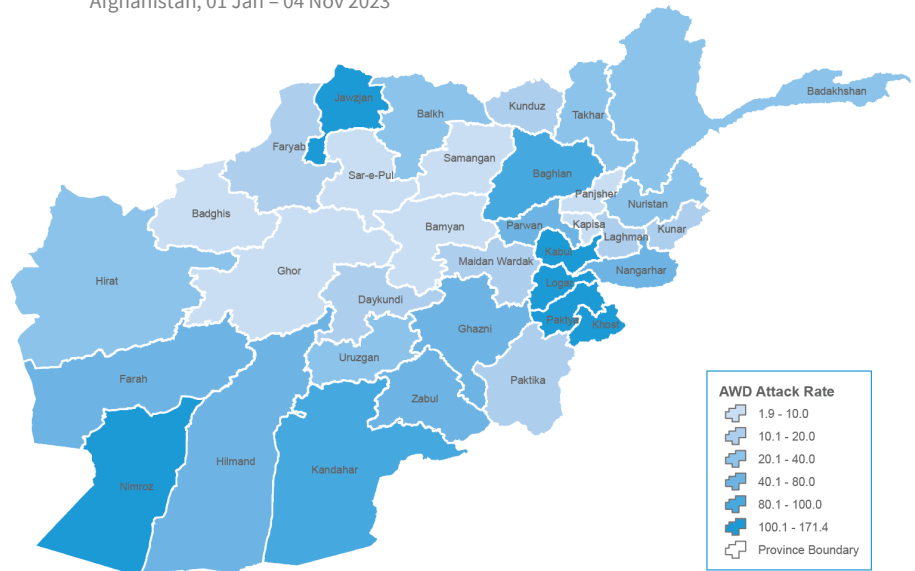 Afghanistan, 01 Jan – 04 Nov 2023
Jawzjan
Balkh
Kunduz
Takhar
Badakhshan
Faryab
Sar-e-Pul
Samangan
Baghlan
Panjsher
Nuristan
Badghis
Bamyan
Parwan
Kapisa
Laghman
Kunar
Hirat
Ghor
Maidan Wardak
Kabul
Nangarhar
Daykundi
Logar
Ghazni
Paktya
Khost
Uruzgan
Farah
Zabul
Paktika
Hilmand
Kandahar
Nimroz
AWD Attack Rate
1.9 - 10.0
10.1 - 20.0
20.1 - 40.0
40.1 - 80.0
80.1 - 100.0
100.1 - 171.4
Province Boundary